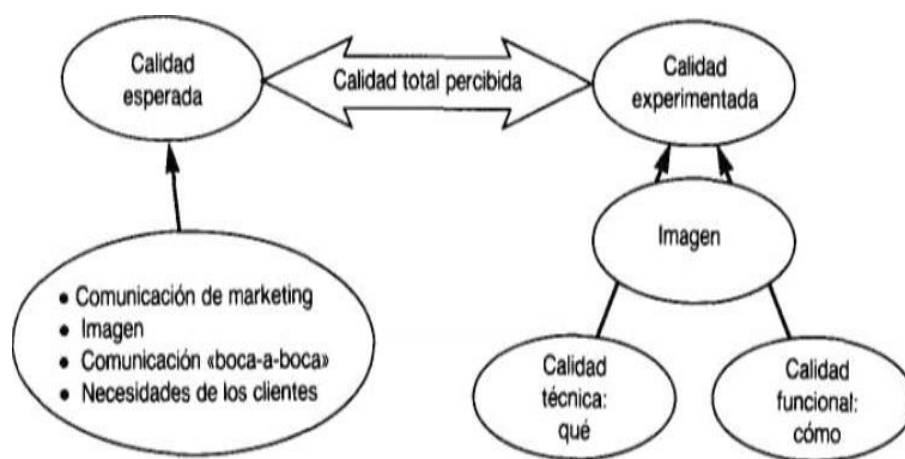 Calidad
esperada
Calidad total percibida
Calidad
experimentada
Imagen
• Comunicación de marketing
• Imagen
• Comunicación «boca-a-boca»
• Necesidades de los clientes
Calidad
técnica:
qué
Calidad
funcional:
cómo